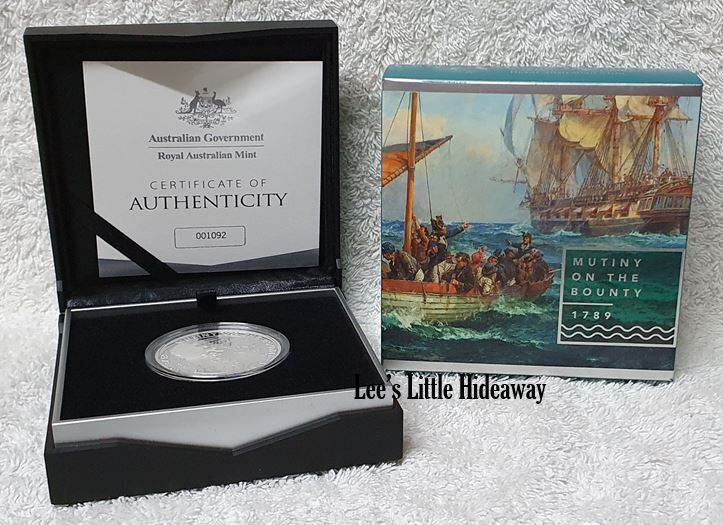 Australian Government
Royal Australian Mint
CERTIFICATE OF
AUTHENTICITY
001092
MUTINY
ON THE
BOUNTY
1789
Lee's Little Hideaway